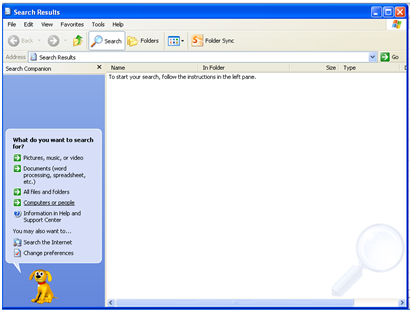 Search Results
File Edit View Favorites Tools Help
Back Search Folders Folder Sync
Address Search Results Go
Search Companion Name In Folder Size Type
To start your search, follow the instructions in the left pane.
What do you want to search
for?
Pictures, music, or video
Documents (word
processing, spreadsheet,
etc.)
All files and folders
Computers or people
Information in Help and
Support Center
You may also want to...
Search the Internet
Change preferences